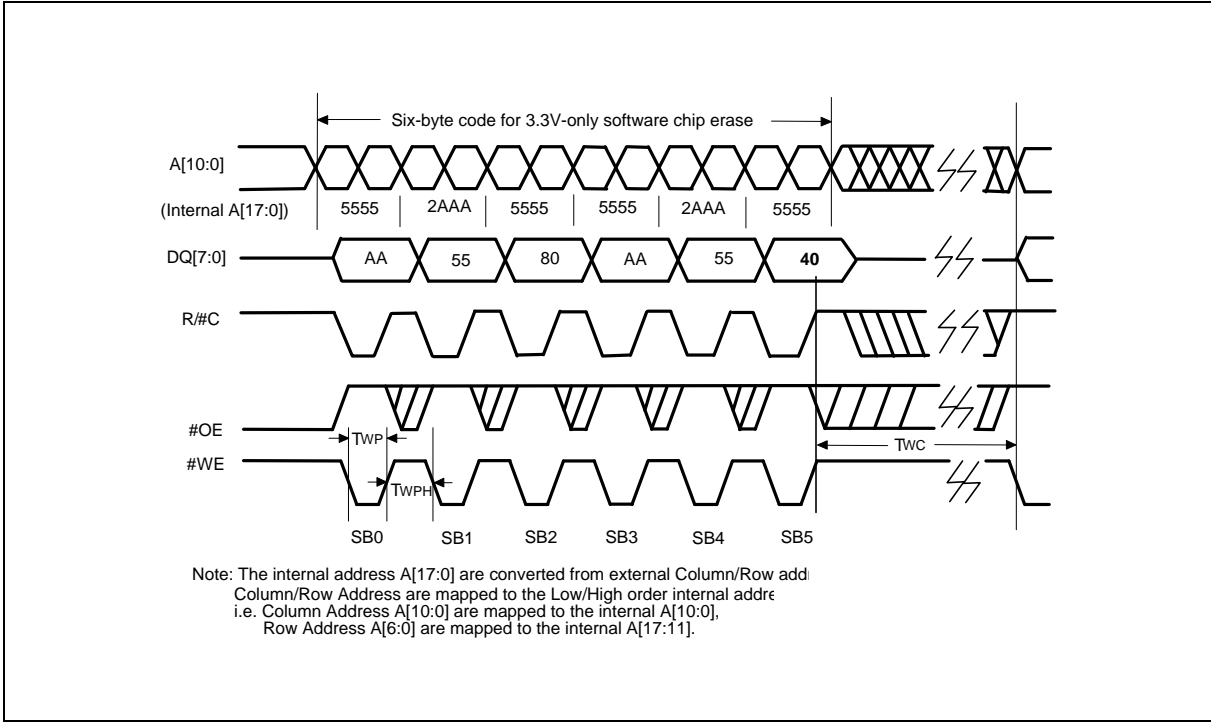 Six-byte code for 3.3V-only software chip erase
A[10:0]
(Internal A[17:0])
5555 2AAA 5555 5555 2AAA 5555
DQ[7:0]
AA 55 80 AA 55 40
R/#C
#OE
TWP
TWC
#WE
TWPH
SB0 SB1 SB2 SB3 SB4 SB5
Note: The internal address A[17:0] are converted from external Column/Row
Column/Row Address are mapped to the Low/High order internal
i.e. Column Address A[10:0] are mapped to the internal A[10:0],
Row Address A[6:0] are mapped to the internal A[17:11].